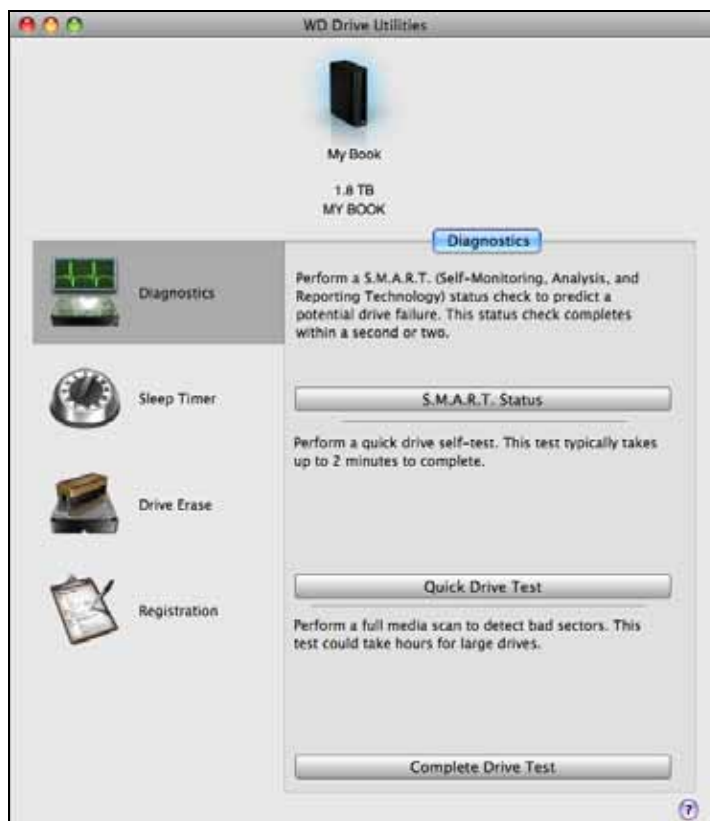 WD Drive Utilities
My Book
1.8 TB
MY BOOK
Diagnostics
Sleep Timer
Drive Erase
Registration
Diagnostics
Perform a S.M.A.R.T. (Self-Monitoring, Analysis, and
Reporting Technology) status check to predict a
potential drive failure. This status check completes
within a second or two.
S.M.A.R.T. Status
Perform a quick drive self-test. This test typically takes
up to 2 minutes to complete.
Quick Drive Test
Perform a full media scan to detect bad sectors. This
test could take hours for large drives.
Complete Drive Test
?